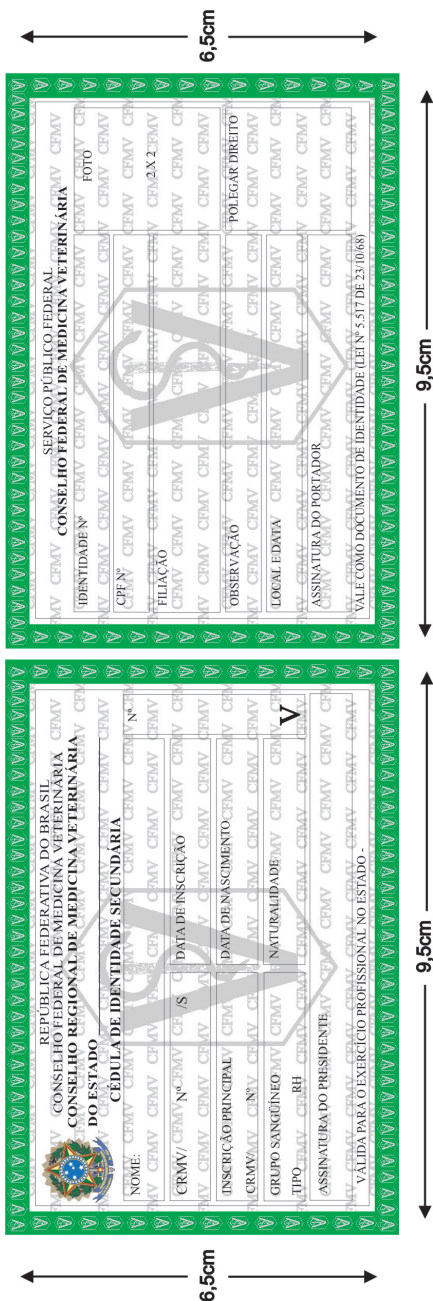 REPÚBLICA FEDERATIVA DO BRASIL
CONSELHO FEDERAL DE MEDICINA VETERINÁRIA
CONSELHO REGIONAL DE MEDICINA VETERINÁRIA
DO ESTADO
CÉDULA DE IDENTIDADE SECUNDÁRIA
NOME:
Nº
CRMV/ Nº /S
DATA DE INSCRIÇÃO
INSCRIÇÃO PRINCIPAL
CRMV/ Nº
DATA DE NASCIMENTO
GRUPO SANGÜÍNEO
TIPO RH
NATURALIDADE
V
ASSINATURA DO PRESIDENTE
VÁLIDA PARA O EXERCÍCIO PROFISSIONAL NO ESTADO -
6,5cm
9,5cm
SERVIÇO PÚBLICO FEDERAL
CONSELHO FEDERAL DE MEDICINA VETERINÁRIA
IDENTIDADE Nº
FOTO
2 X 2
CPF Nº
FILIAÇÃO
OBSERVAÇÃO
POLEGAR DIREITO
LOCAL E DATA
ASSINATURA DO PORTADOR
VALE COMO DOCUMENTO DE IDENTIDADE (LEI Nº 5.517 DE 23/10/68)
6,5cm
9,5cm
CFMV